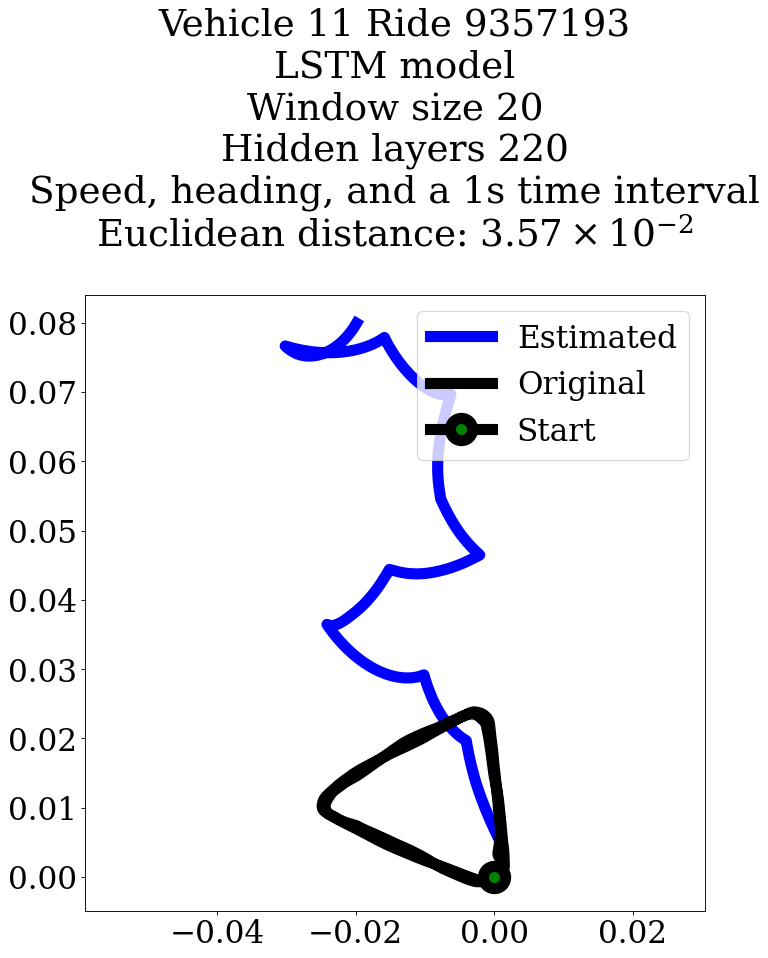 Vehicle 11 Ride 9357193
LSTM model
Window size 20
Hidden layers 220
Speed, heading, and a 1s time interval
Euclidean distance: 3.57 × 10⁻²
Estimated
Original
Start
0.08
0.07
0.06
0.05
0.04
0.03
0.02
0.01
0.00
−0.04 −0.02 0.00 0.02